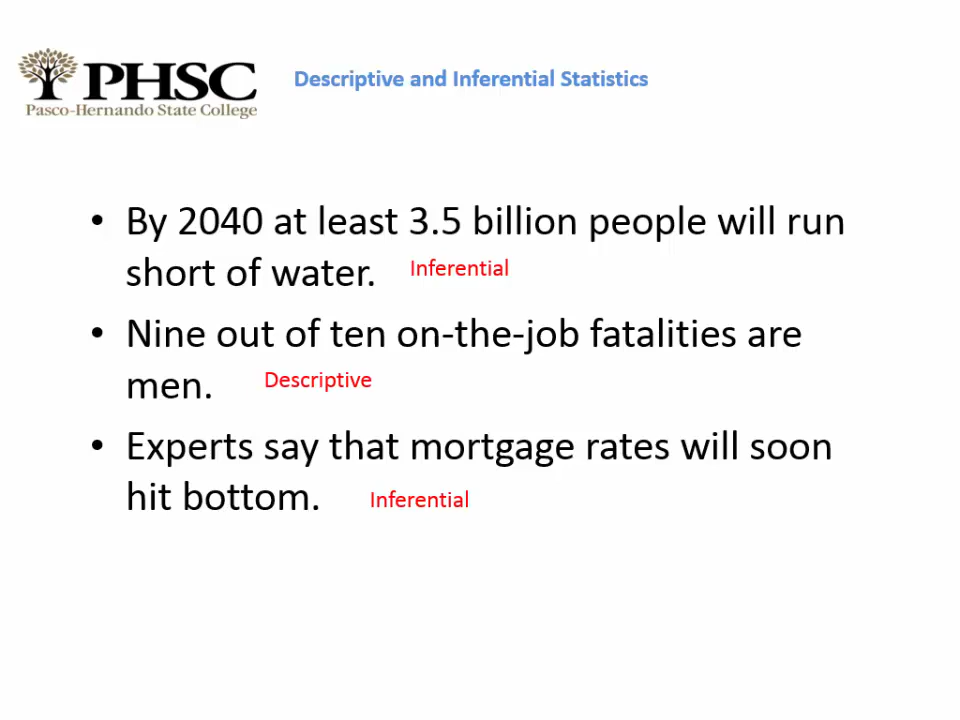 PHSC
Pasco-Hernando State College
Descriptive and Inferential Statistics
• By 2040 at least 3.5 billion people will run
short of water. Inferential
• Nine out of ten on-the-job fatalities are
men. Descriptive
• Experts say that mortgage rates will soon
hit bottom. Inferential